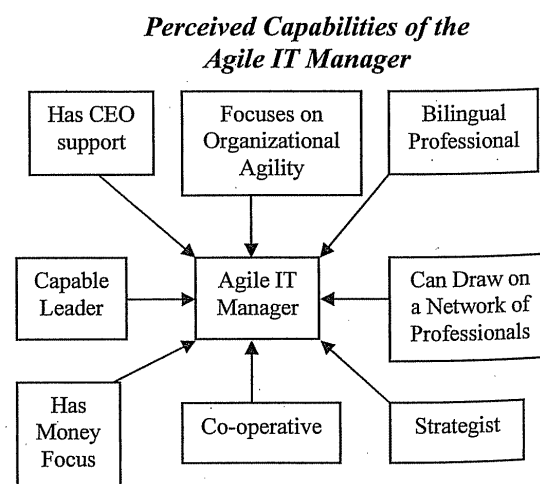 Perceived Capabilities of the
Agile IT Manager
Has CEO
support
Focuses on
Organizational
Agility
Bilingual
Professional
Capable
Leader
Agile IT
Manager
Can Draw on
a Network of
Professionals
Has
Money
Focus
Co-operative
Strategist